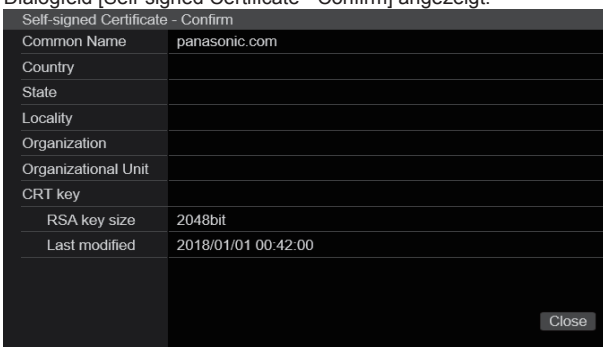 Dialogfeld [Self-signed Certificate - Confirm] angezeigt.
Self-signed Certificate - Confirm
Common Name panasonic.com
Country
State
Locality
Organization
Organizational Unit
CRT key
RSA key size 2048bit
Last modified 2018/01/01 00:42:00
Close